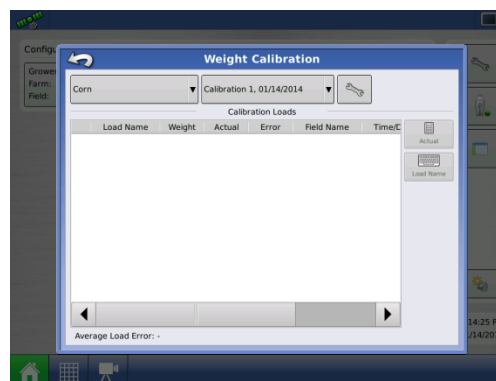 Configu
Weight Calibration
Grower
Farm:
Field:
Corn
Calibration 1, 01/14/2014
Calibration Loads
Load Name Weight Actual Error Field Name Time/D
Actual
Load Name
Average Load Error: -
14:25 P
/14/201